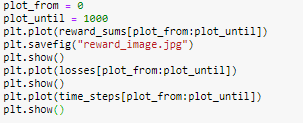 plot_from = 0
plot_until = 1000
plt.plot(reward_sums[plot_from:plot_until])
plt.savefig("reward_image.jpg")
plt.show()
plt.plot(losses[plot_from:plot_until])
plt.show()
plt.plot(time_steps[plot_from:plot_until])
plt.show()